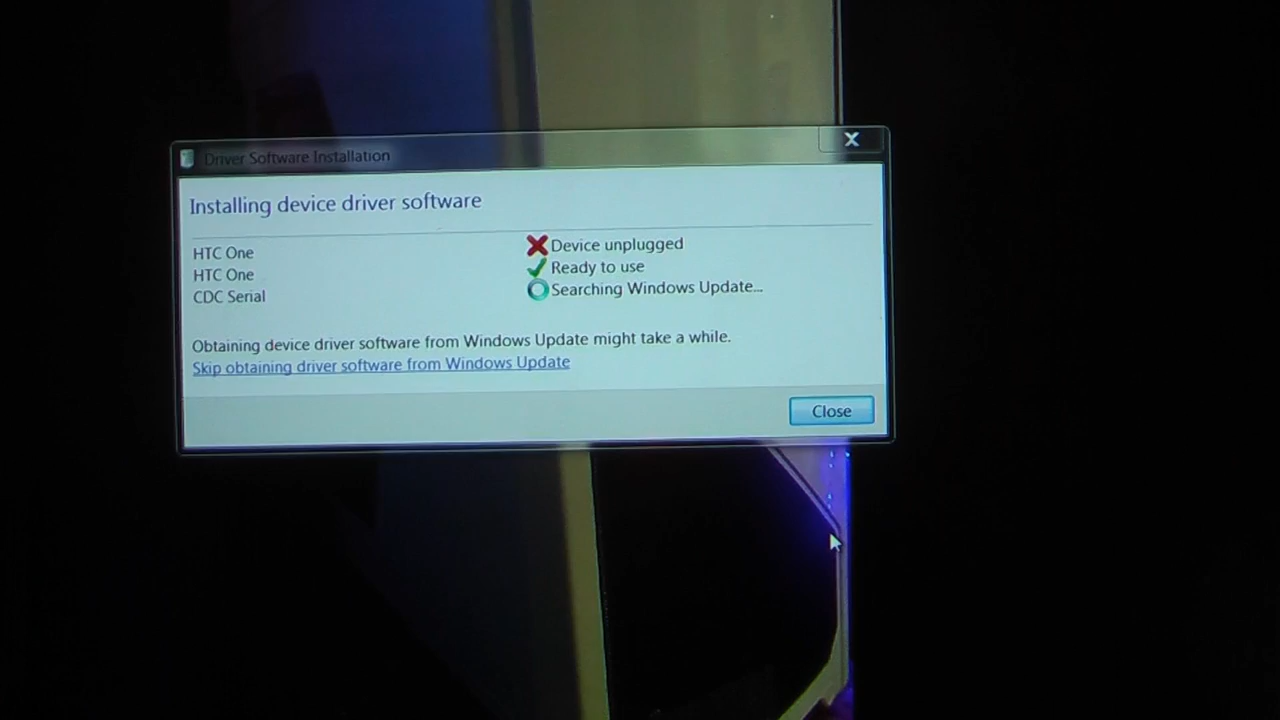 Driver Software Installation
Installing device driver software
HTC One Device unplugged
HTC One Ready to use
CDC Serial Searching Windows Update...
Obtaining device driver software from Windows Update might take a while.
Skip obtaining driver software from Windows Update
Close